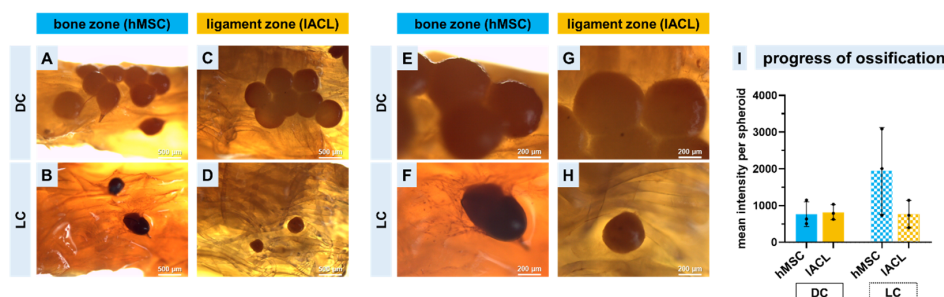 bone zone (hMSC)
ligament zone (lACL)
bone zone (hMSC)
ligament zone (lACL)
I progress of ossification
DC
A
500 µm
C
500 µm
DC
E
200 µm
G
200 µm
LC
B
500 µm
D
500 µm
LC
F
200 µm
H
200 µm
mean intensity per spheroid
4000
3000
2000
1000
0
hMSC
lACL
hMSC
lACL
DC
LC